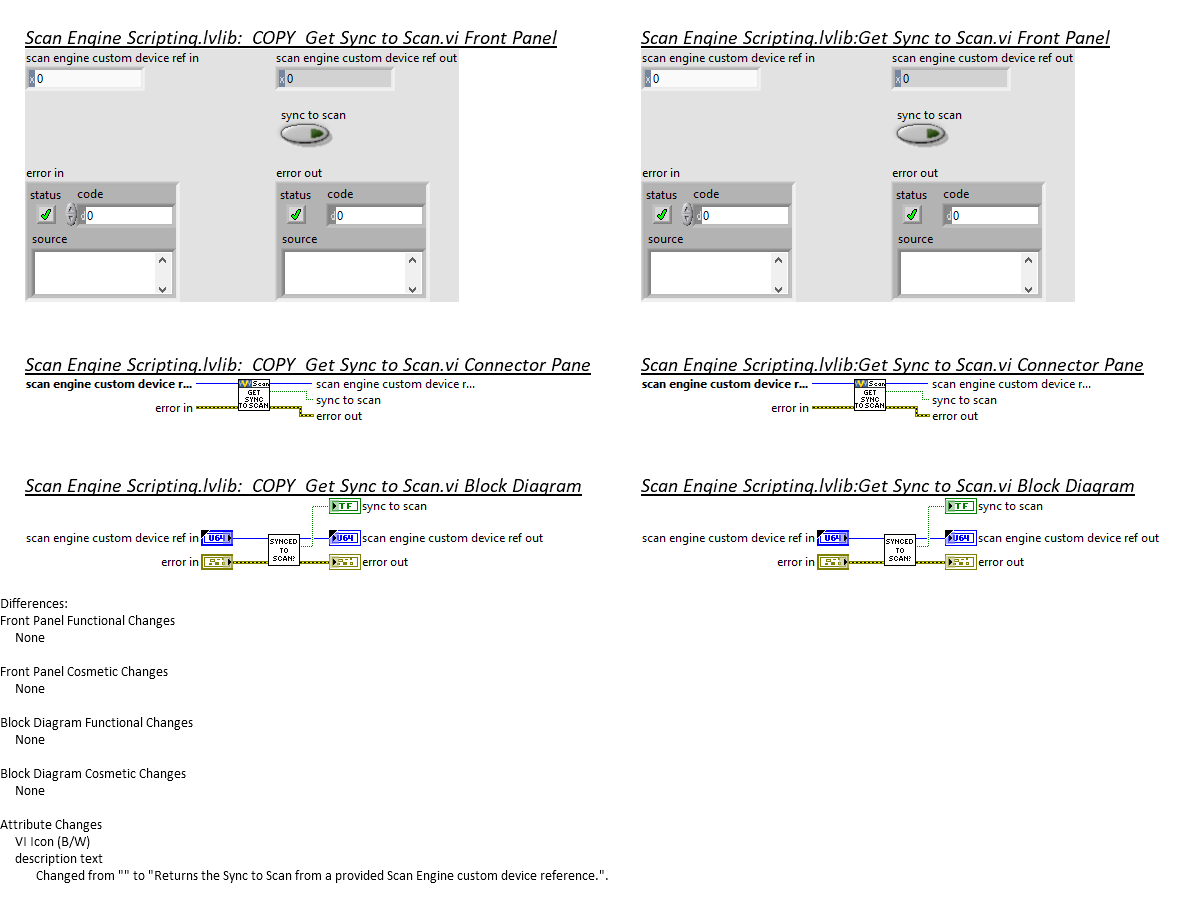 Scan Engine Scripting.lvlib:  COPY  Get Sync to Scan.vi Front Panel
scan engine custom device ref in
scan engine custom device ref out
x 0
x 0
sync to scan
error in
error out
status
code
status
code
d 0
d 0
source
source
Scan Engine Scripting.lvlib:Get Sync to Scan.vi Front Panel
scan engine custom device ref in
scan engine custom device ref out
x 0
x 0
sync to scan
error in
error out
status
code
status
code
d 0
d 0
source
source
Scan Engine Scripting.lvlib:  COPY  Get Sync to Scan.vi Connector Pane
scan engine custom device r...
scan engine custom device r...
Scan
GET
SYNC
TO SCAN
sync to scan
error in
error out
Scan Engine Scripting.lvlib:Get Sync to Scan.vi Connector Pane
scan engine custom device r...
scan engine custom device r...
Scan
GET
SYNC
TO SCAN
sync to scan
error in
error out
Scan Engine Scripting.lvlib:  COPY  Get Sync to Scan.vi Block Diagram
TF
sync to scan
scan engine custom device ref in
U64
SYNCED
TO
SCAN?
U64
scan engine custom device ref out
error in
error out
Scan Engine Scripting.lvlib:Get Sync to Scan.vi Block Diagram
TF
sync to scan
scan engine custom device ref in
U64
SYNCED
TO
SCAN?
U64
scan engine custom device ref out
error in
error out
Differences:
Front Panel Functional Changes
None
Front Panel Cosmetic Changes
None
Block Diagram Functional Changes
None
Block Diagram Cosmetic Changes
None
Attribute Changes
VI Icon (B/W)
description text
Changed from "" to "Returns the Sync to Scan from a provided Scan Engine custom device reference.".